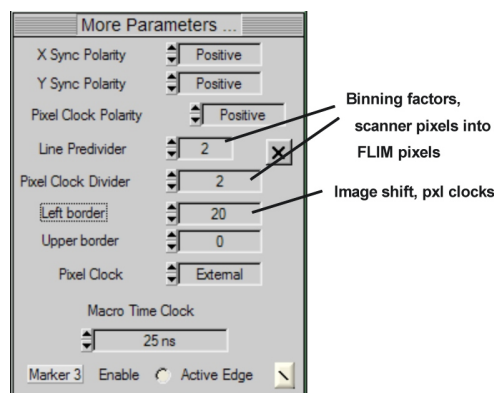 More Parameters ...
X Sync Polarity Positive
Y Sync Polarity Positive
Pixel Clock Polarity Positive
Line Predivider 2
Pixel Clock Divider 2
Left border 20
Upper border 0
Pixel Clock External
Macro Time Clock
25 ns
Marker 3 Enable Active Edge
Binning factors,
scanner pixels into
FLIM pixels
Image shift, pxl clocks